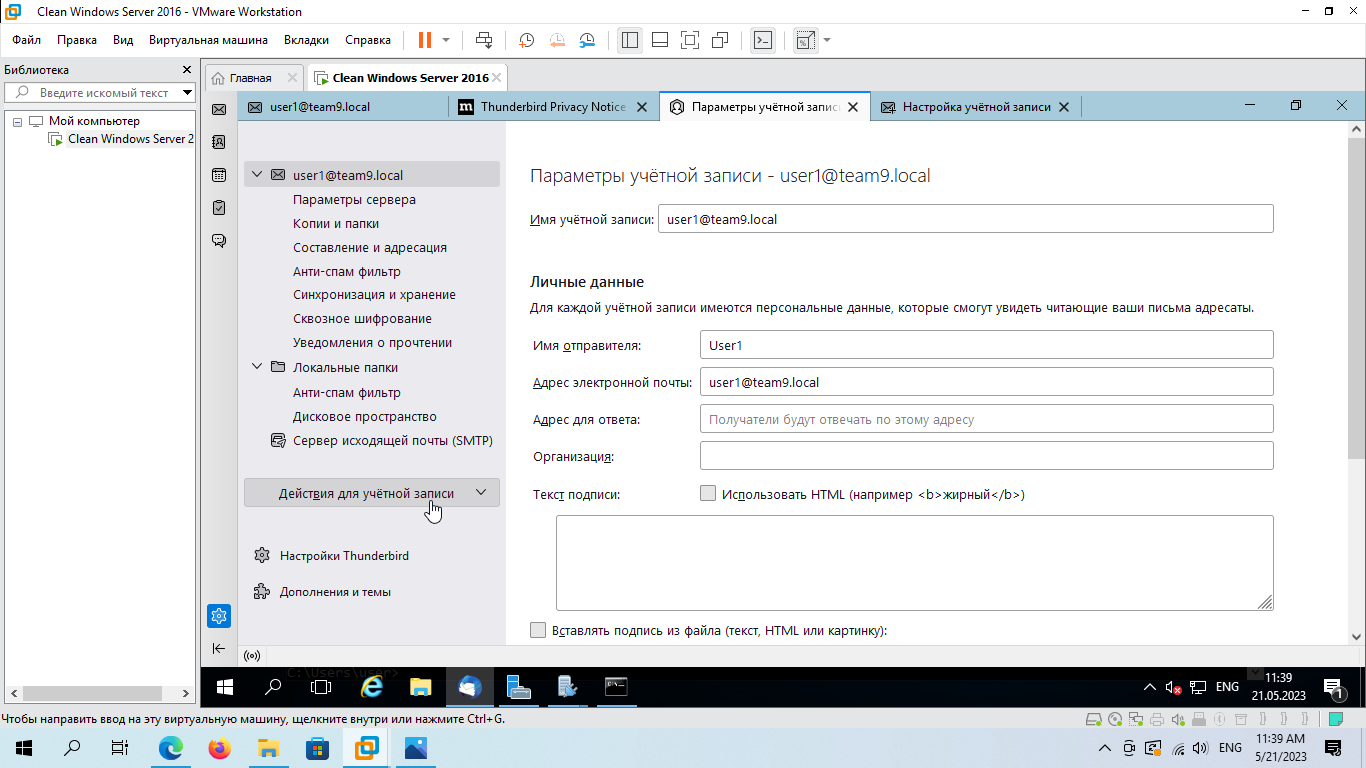 Clean Windows Server 2016 - VMware Workstation
Файл Правка Вид Виртуальная машина Вкладки Справка
Библиотека
Введите искомый текст
Мой компьютер
Clean Windows Server 2
Главная
Clean Windows Server 2016
user1@team9.local
Thunderbird Privacy Notice
Параметры учётной запис
Настройка учётной записи
user1@team9.local
Параметры сервера
Копии и папки
Составление и адресация
Анти-спам фильтр
Синхронизация и хранение
Сквозное шифрование
Уведомления о прочтении
Локальные папки
Анти-спам фильтр
Дисковое пространство
Сервер исходящей почты (SMTP)
Действия для учётной записи
Настройки Thunderbird
Дополнения и темы
Параметры учётной записи - user1@team9.local
Имя учётной записи: user1@team9.local
Личные данные
Для каждой учётной записи имеются персональные данные, которые смогут увидеть читающие ваши письма адресаты.
Имя отправителя: User1
Адрес электронной почты: user1@team9.local
Адрес для ответа: Получатели будут отвечать по этому адресу
Организация:
Текст подписи: Использовать HTML (например <b>жирный</b>)
Вставлять подпись из файла (текст, HTML или картинку):
C:\Users\user>
ENG
11:39
21.05.2023
1
Чтобы направить ввод на эту виртуальную машину, щелкните внутри или нажмите Ctrl+G.
ENG
11:39 AM
5/21/2023